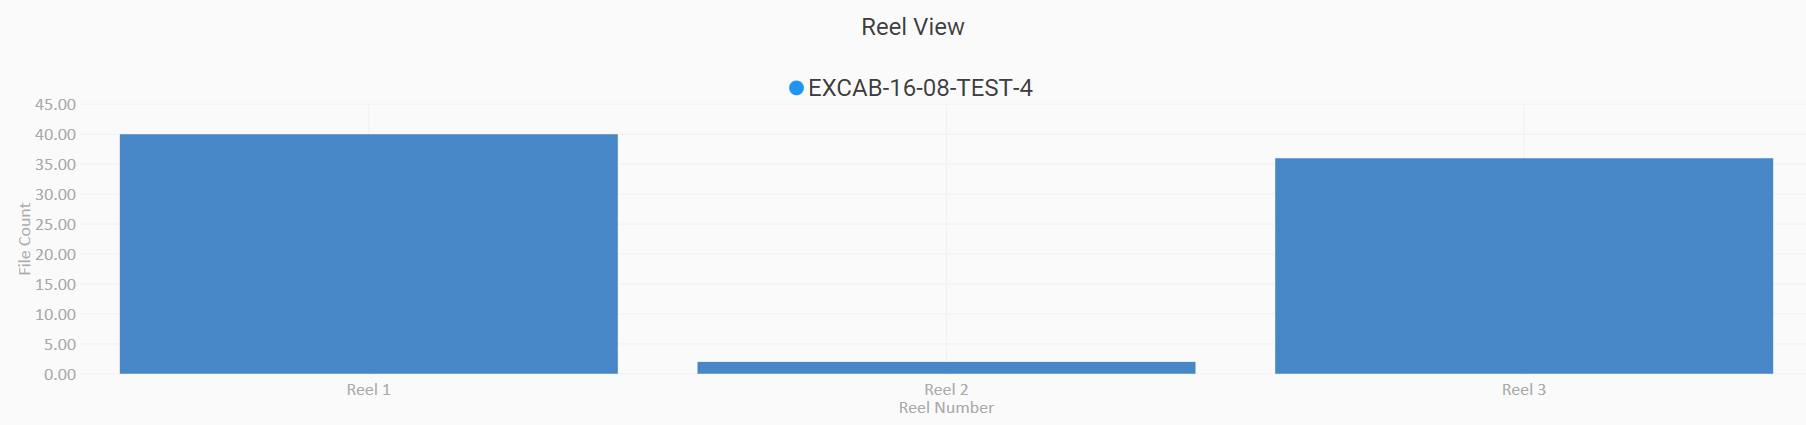 Reel View
EXCAB-16-08-TEST-4
45.00
40.00
35.00
30.00
25.00
20.00
15.00
10.00
5.00
0.00
File Count
Reel 1
Reel 2
Reel 3
Reel Number